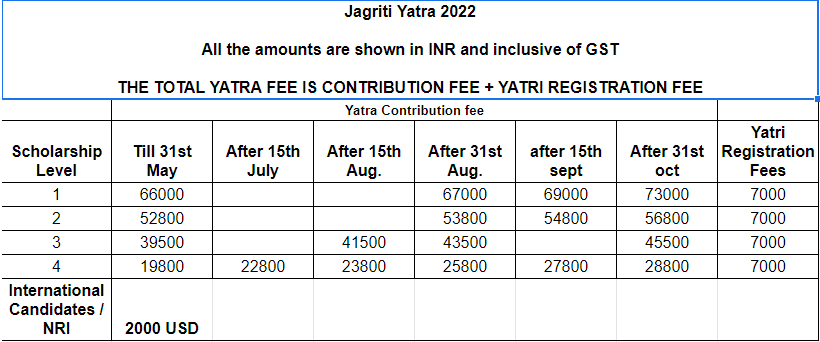 Jagriti Yatra 2022
All the amounts are shown in INR and inclusive of GST
THE TOTAL YATRA FEE IS CONTRIBUTION FEE + YATRI REGISTRATION FEE
Yatra Contribution fee
Scholarship Level Till 31st May After 15th July After 15th Aug. After 31st Aug. after 15th sept After 31st oct Yatri Registration Fees
1 66000 67000 69000 73000 7000
2 52800 53800 54800 56800 7000
3 39500 41500 43500 45500 7000
4 19800 22800 23800 25800 27800 28800 7000
International Candidates / NRI 2000 USD